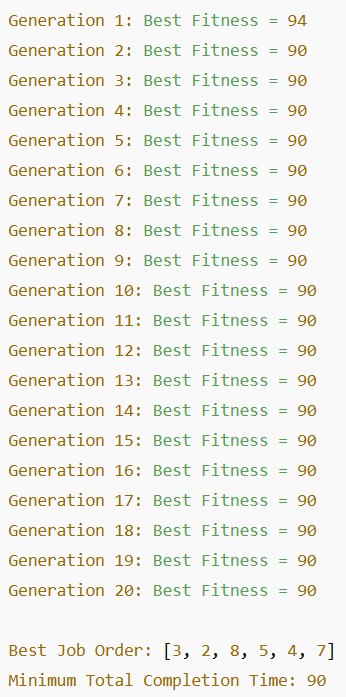 Generation 1: Best Fitness = 94
Generation 2: Best Fitness = 90
Generation 3: Best Fitness = 90
Generation 4: Best Fitness = 90
Generation 5: Best Fitness = 90
Generation 6: Best Fitness = 90
Generation 7: Best Fitness = 90
Generation 8: Best Fitness = 90
Generation 9: Best Fitness = 90
Generation 10: Best Fitness = 90
Generation 11: Best Fitness = 90
Generation 12: Best Fitness = 90
Generation 13: Best Fitness = 90
Generation 14: Best Fitness = 90
Generation 15: Best Fitness = 90
Generation 16: Best Fitness = 90
Generation 17: Best Fitness = 90
Generation 18: Best Fitness = 90
Generation 19: Best Fitness = 90
Generation 20: Best Fitness = 90
Best Job Order: [3, 2, 8, 5, 4, 7]
Minimum Total Completion Time: 90